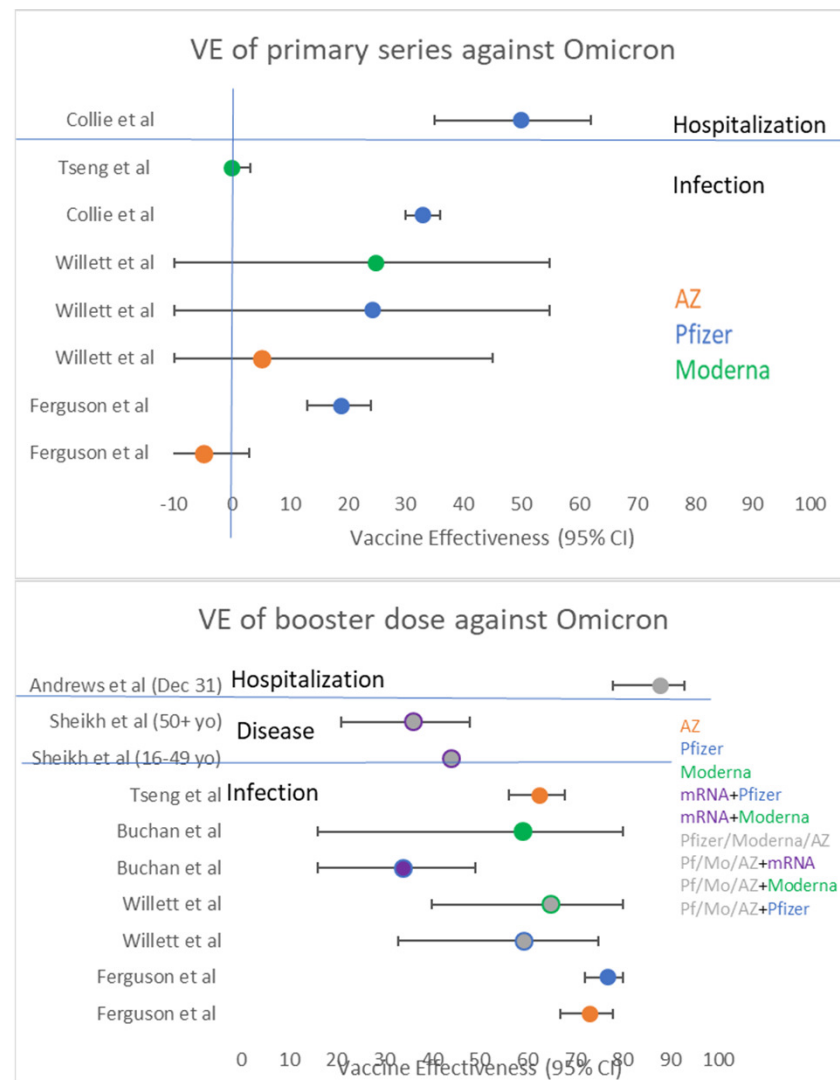 VE of primary series against Omicron
Collie et al
Hospitalization
Tseng et al
Infection
Collie et al
Willett et al
Willett et al
Willett et al
Ferguson et al
Ferguson et al
AZ
Pfizer
Moderna
-10 0 10 20 30 40 50 60 70 80 90 100
Vaccine Effectiveness (95% CI)
VE of booster dose against Omicron
Andrews et al (Dec 31) Hospitalization
Sheikh et al (50+ yo) Disease
Sheikh et al (16-49 yo)
Tseng et al Infection
Buchan et al
Buchan et al
Willett et al
Willett et al
Ferguson et al
Ferguson et al
AZ
Pfizer
Moderna
mRNA+Pfizer
mRNA+Moderna
Pfizer/Moderna/AZ
Pf/Mo/AZ+mRNA
Pf/Mo/AZ+Moderna
Pf/Mo/AZ+Pfizer
0 10 20 30 40 50 60 70 80 90 100
Vaccine Effectiveness (95% CI)